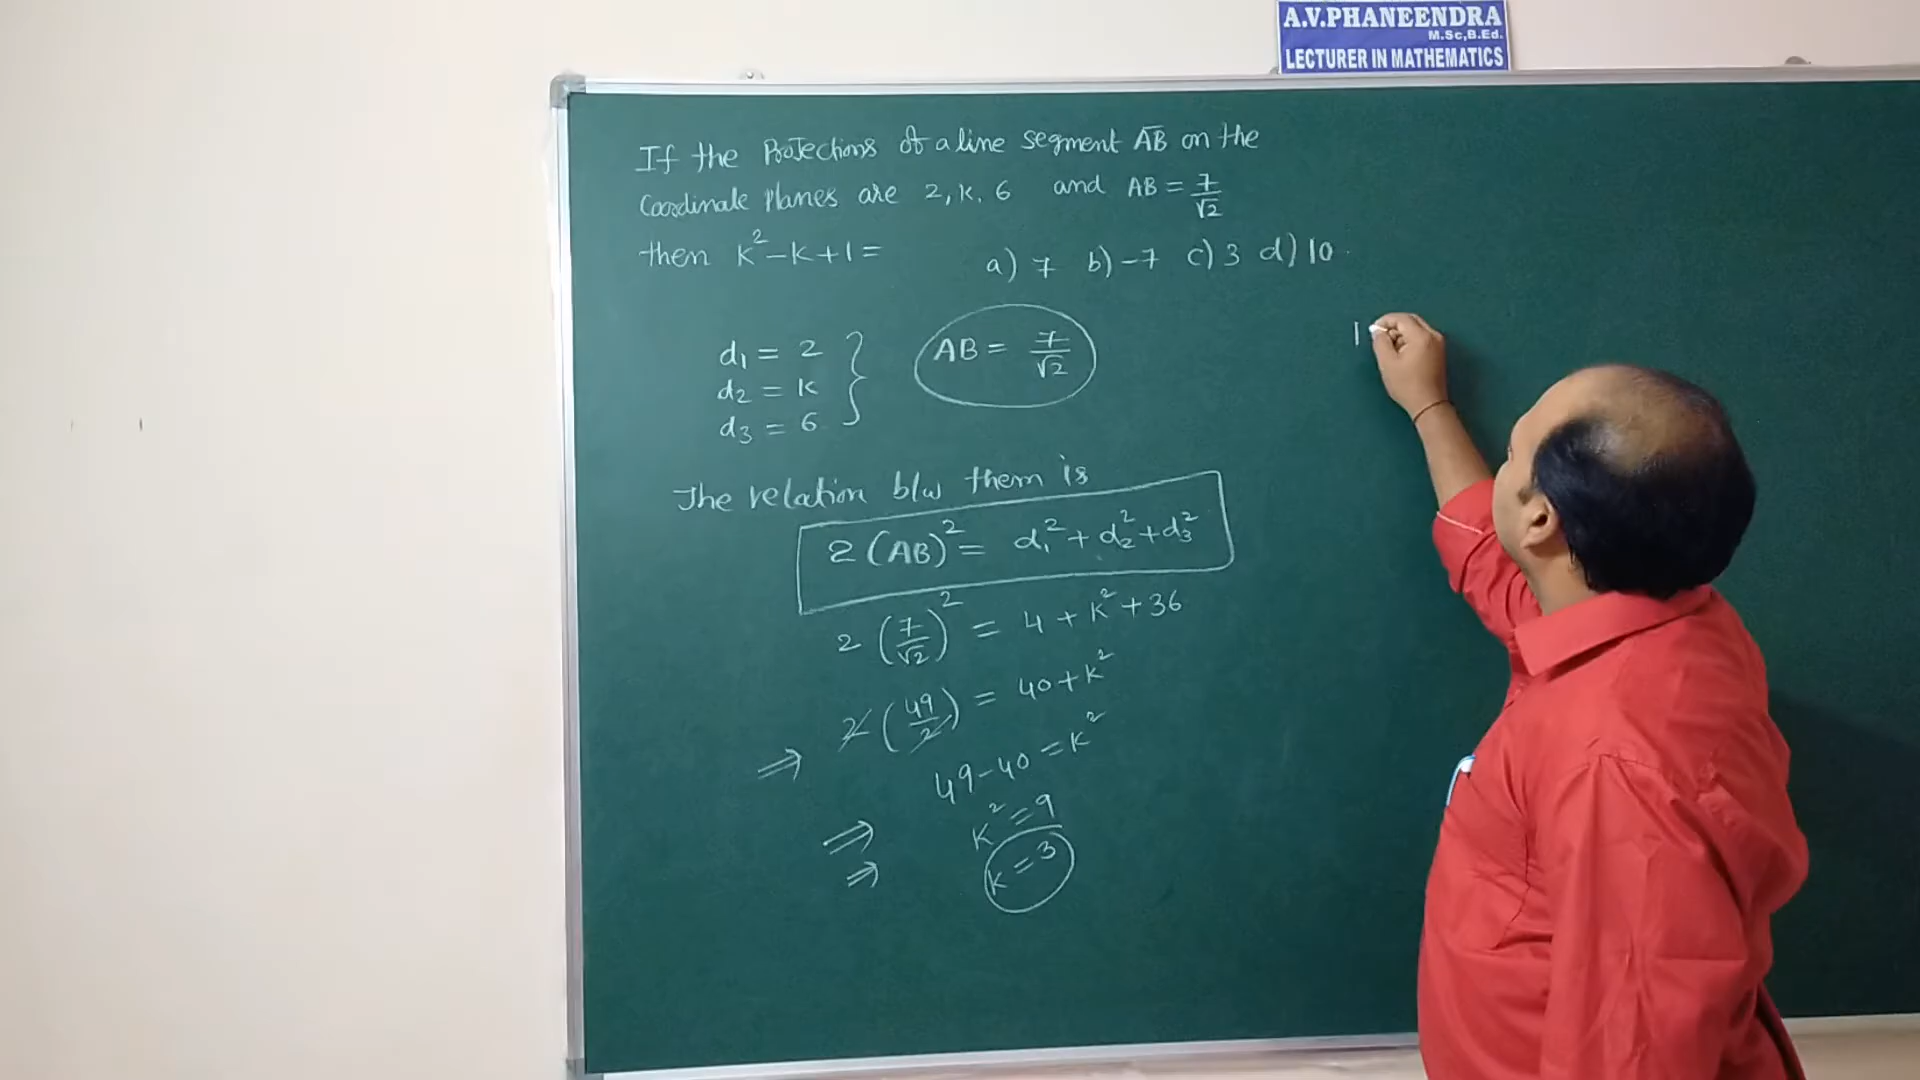 A.V.PHANEENDRA
M.Sc,B.Ed.
LECTURER IN MATHEMATICS
If the Projections of a line segment A̅B̅ on the
Coordinate planes are 2, k, 6 and AB = 7/√2
then k² - k + 1 =
a) 7 b) -7 c) 3 d) 10.
d₁ = 2
d₂ = k
d₃ = 6
AB = 7/√2
The relation b/w them is
2(AB)² = d₁² + d₂² + d₃²
2(7/√2)² = 4 + k² + 36
2(49/2) = 40 + k²
⇒ 49 - 40 = k²
⇒ k² = 9
⇒ k = 3